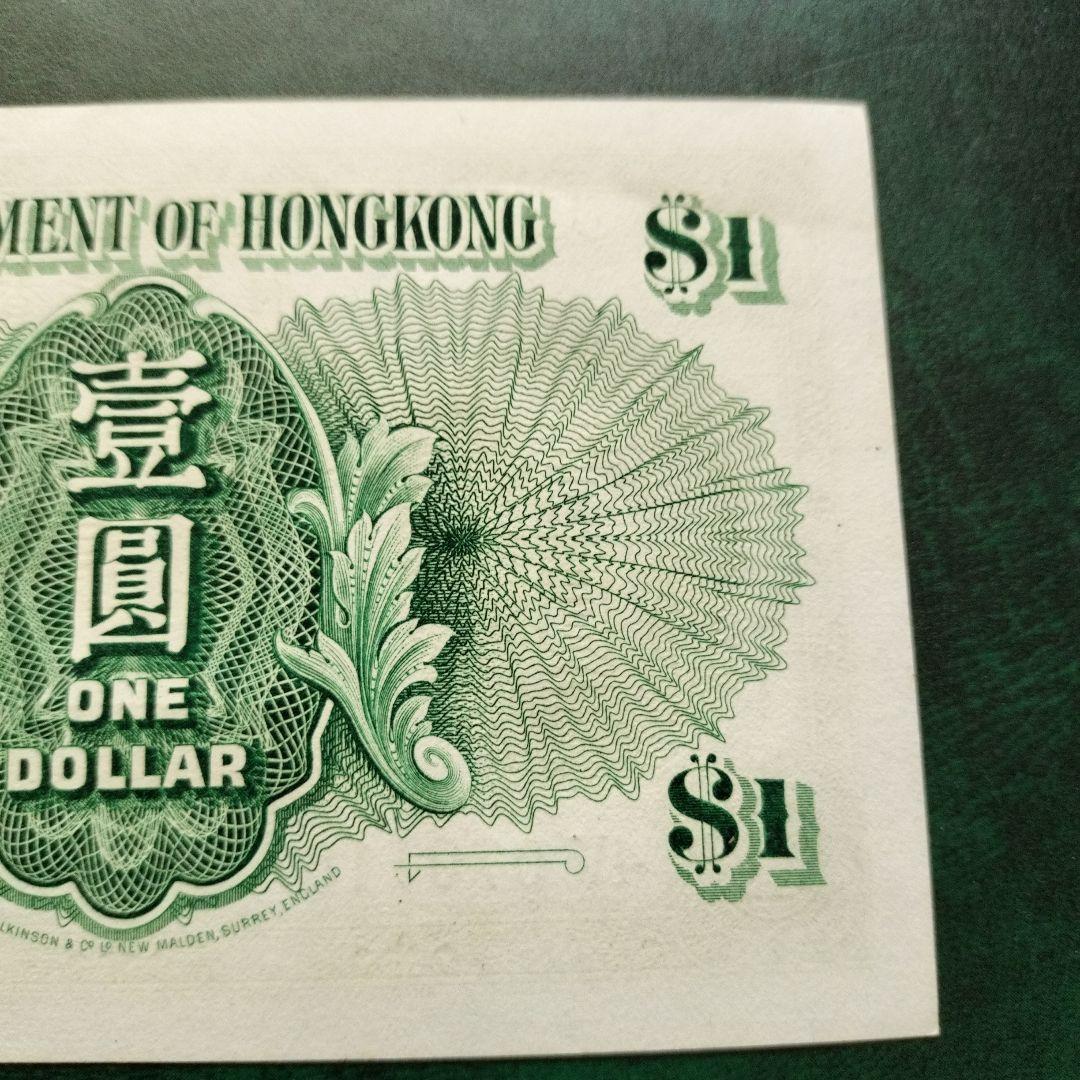 MENT OF HONGKONG
$1
壹
圓
ONE
DOLLAR
$1
LKINSON & Co Ld NEW MALDEN, SURREY, ENGLAND